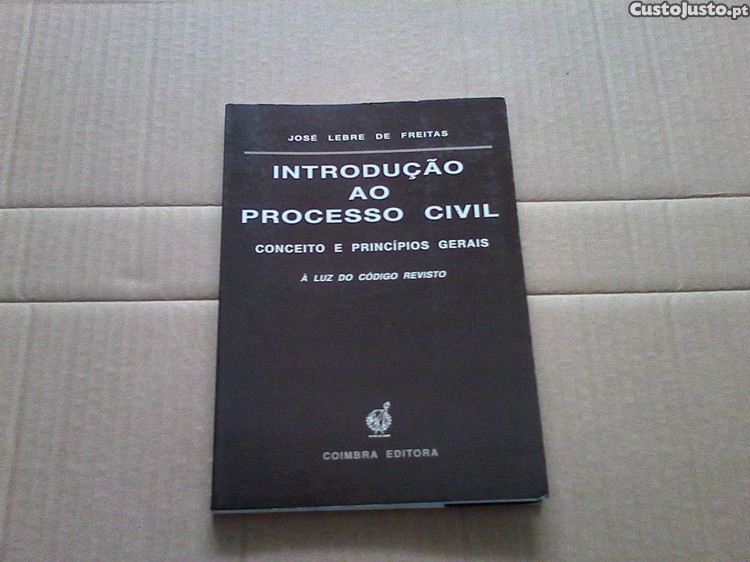 CustoJusto.pt
JOSÉ LEBRE DE FREITAS
INTRODUÇÃO
AO
PROCESSO CIVIL
CONCEITO E PRINCÍPIOS GERAIS
À LUZ DO CÓDIGO REVISTO
COIMBRA EDITORA